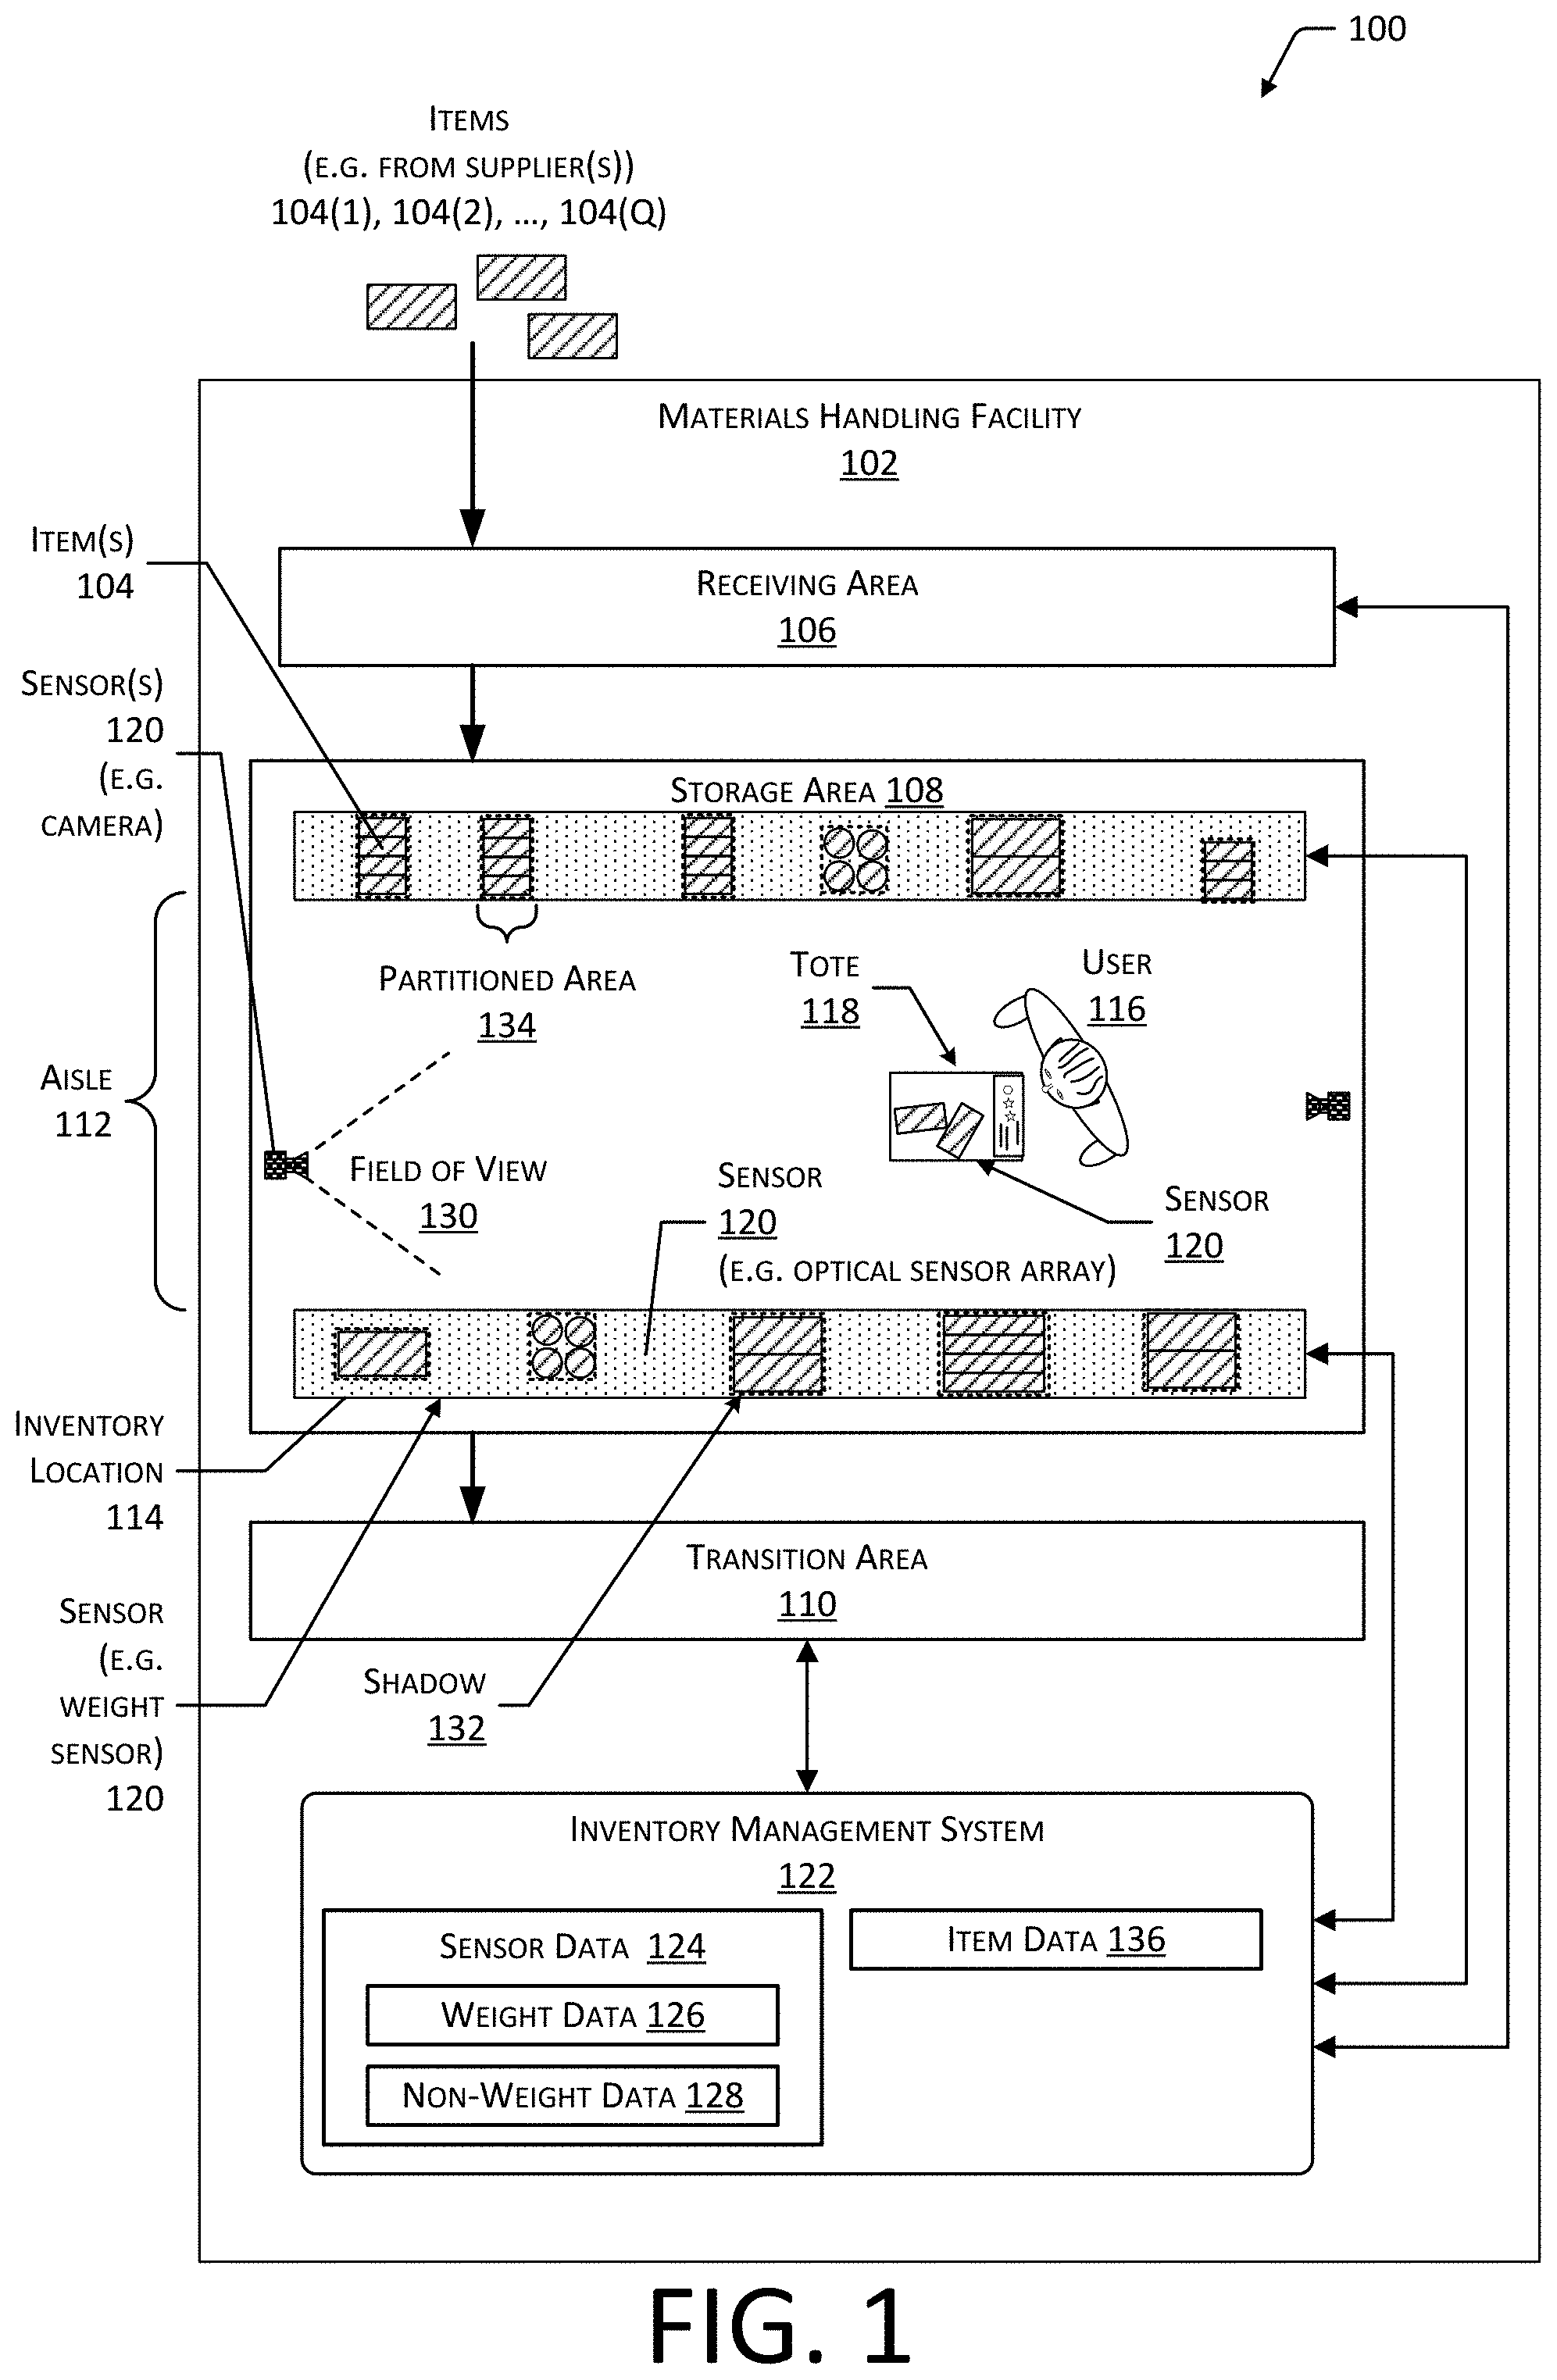 100
ITEMS
(E.G. FROM SUPPLIER(S))
104(1), 104(2), ..., 104(Q)
MATERIALS HANDLING FACILITY
102
ITEM(S)
104
RECEIVING AREA
106
SENSOR(S)
120
(E.G.
CAMERA)
STORAGE AREA 108
PARTITIONED AREA
134
TOTE
118
USER
116
AISLE
112
FIELD OF VIEW
130
SENSOR
120
(E.G. OPTICAL SENSOR ARRAY)
SENSOR
120
INVENTORY
LOCATION
114
TRANSITION AREA
110
SENSOR
(E.G.
WEIGHT
SENSOR)
120
SHADOW
132
INVENTORY MANAGEMENT SYSTEM
122
SENSOR DATA 124
WEIGHT DATA 126
NON-WEIGHT DATA 128
ITEM DATA 136
FIG. 1